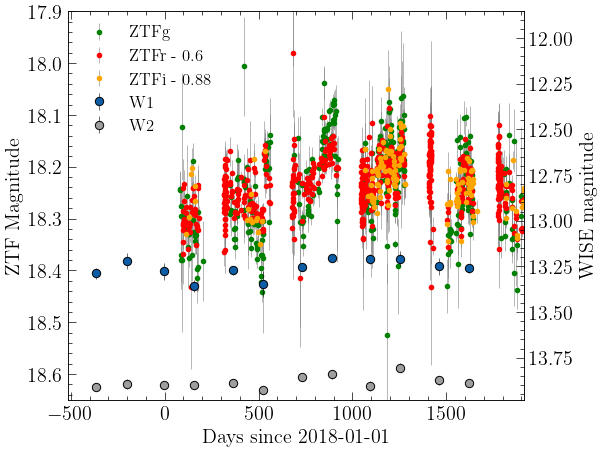 17.9
18.0
18.1
18.2
18.3
18.4
18.5
18.6
ZTF Magnitude
ZTFg
ZTFr - 0.6
ZTFi - 0.88
W1
W2
12.00
12.25
12.50
12.75
13.00
13.25
13.50
13.75
WISE magnitude
−500
0
500
1000
1500
Days since 2018-01-01